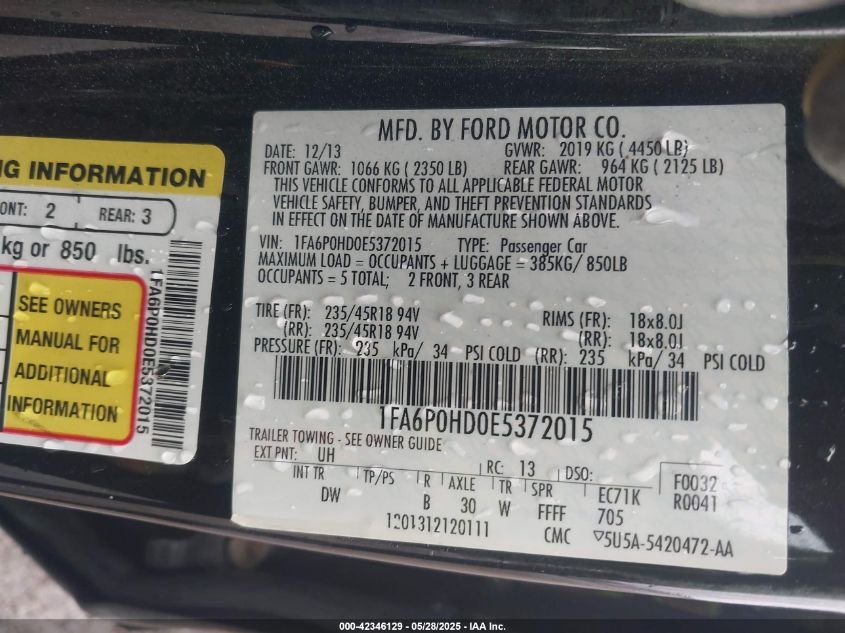 NG INFORMATION
ONT: 2 REAR: 3
kg or 850 lbs.
SEE OWNERS
MANUAL FOR
ADDITIONAL
INFORMATION
1FA6P0HD0E5372015
MFD. BY FORD MOTOR CO.
DATE: 12/13 GVWR: 2019 KG ( 4450 LB)
FRONT GAWR: 1066 KG ( 2350 LB) REAR GAWR: 964 KG ( 2125 LB)
THIS VEHICLE CONFORMS TO ALL APPLICABLE FEDERAL MOTOR
VEHICLE SAFETY, BUMPER, AND THEFT PREVENTION STANDARDS
IN EFFECT ON THE DATE OF MANUFACTURE SHOWN ABOVE.
VIN: 1FA6P0HD0E5372015 TYPE: Passenger Car
MAXIMUM LOAD = OCCUPANTS + LUGGAGE = 385KG/ 850LB
OCCUPANTS = 5 TOTAL; 2 FRONT, 3 REAR
TIRE (FR): 235/45R18 94V RIMS (FR): 18x8.0J
(RR): 235/45R18 94V (RR): 18x8.0J
PRESSURE (FR): 235 kPa/ 34 PSI COLD (RR): 235 kPa/ 34 PSI COLD
1FA6P0HD0E5372015
TRAILER TOWING - SEE OWNER GUIDE
EXT PNT: UH RC: 13 DSO: F0032
INT TR TP/PS R AXLE TR SPR EC71K R0041
DW B 30 W FFFF 705
1201312120111 CMC ▽5U5A-5420472-AA
000-42346129 - 05/28/2025 - IAA Inc.